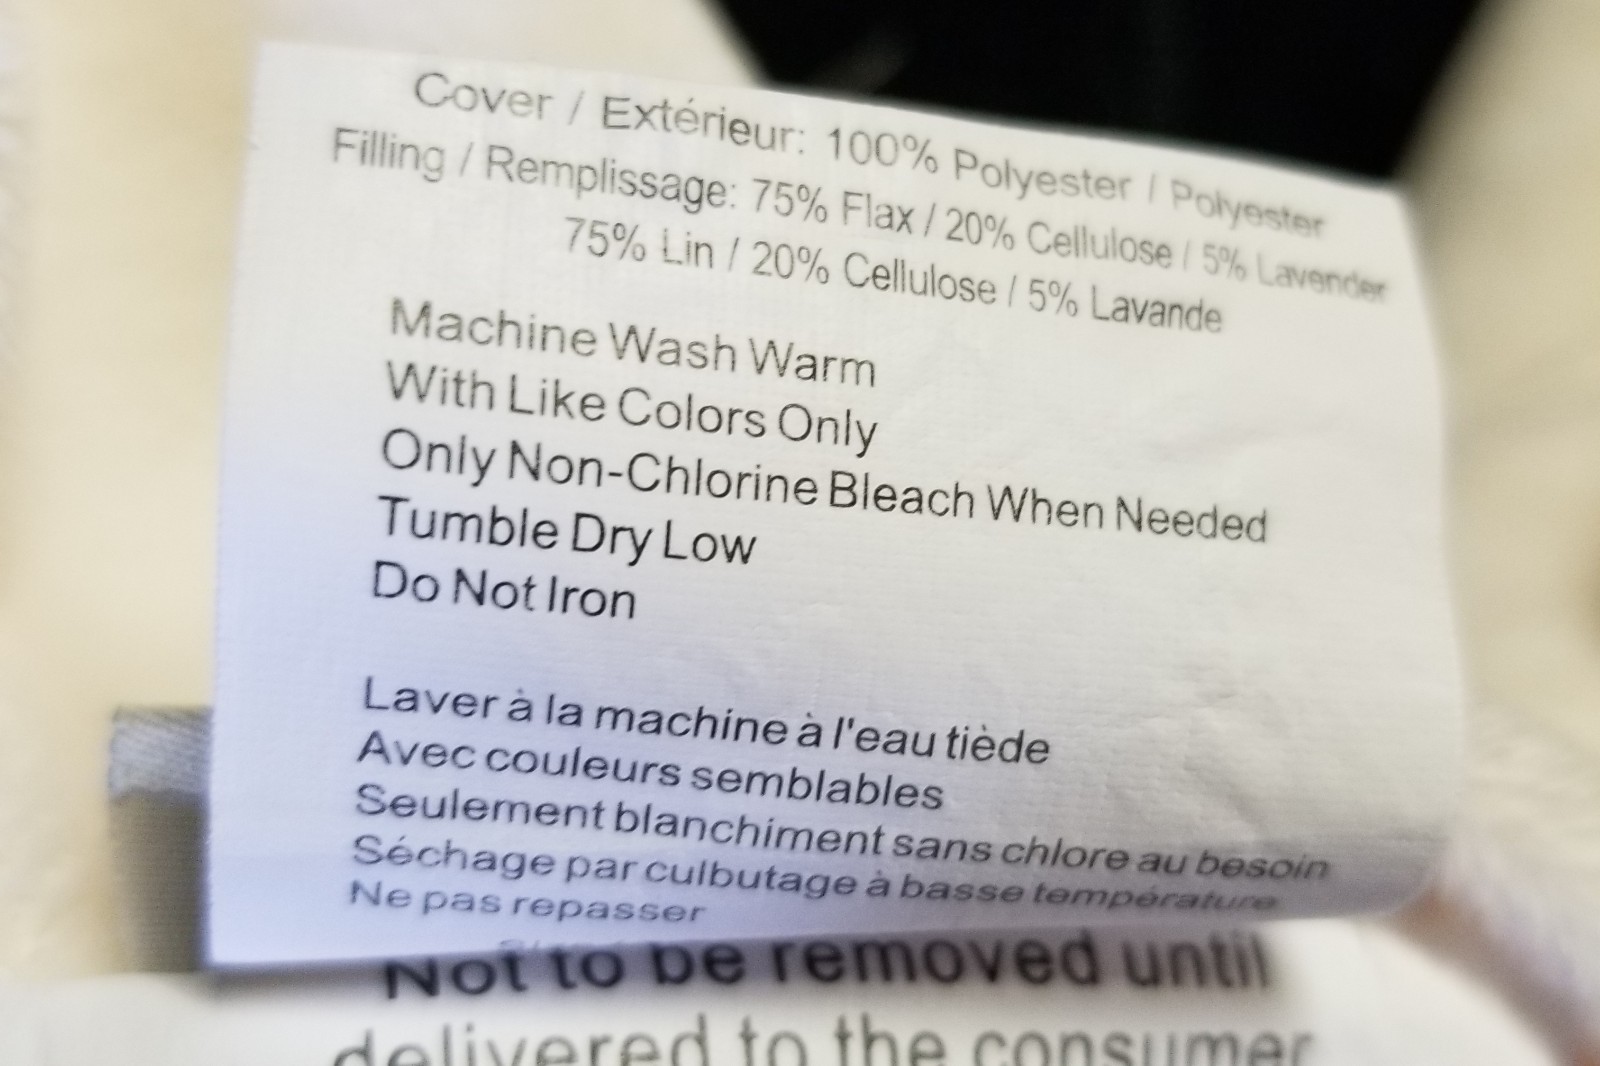 Cover / Extérieur: 100% Polyester / Polyester
Filling / Remplissage: 75% Flax / 20% Cellulose / 5% Lavender
75% Lin / 20% Cellulose / 5% Lavande
Machine Wash Warm
With Like Colors Only
Only Non-Chlorine Bleach When Needed
Tumble Dry Low
Do Not Iron
Laver à la machine à l'eau tiède
Avec couleurs semblables
Seulement blanchiment sans chlore au besoin
Séchage par culbutage à basse température
Ne pas repasser
Not to be removed until
delivered to the consumer